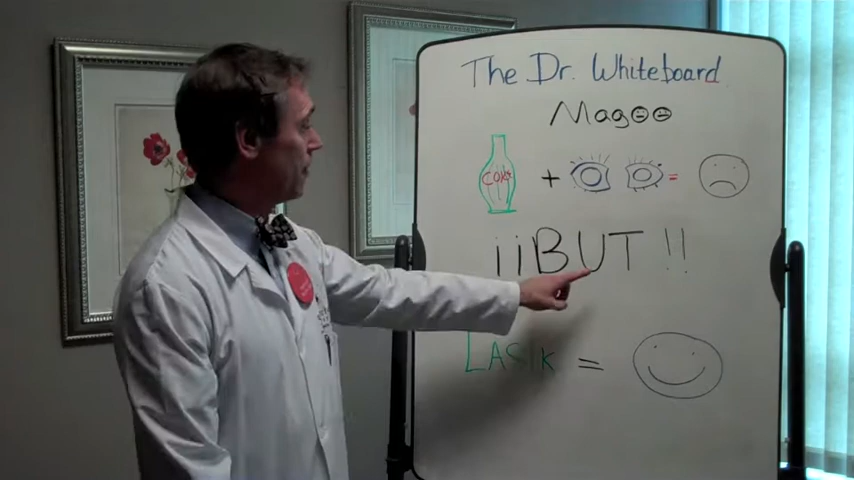 The Dr. Whiteboard
Magoo
COKE + =
¡¡BUT!!
LASIK =